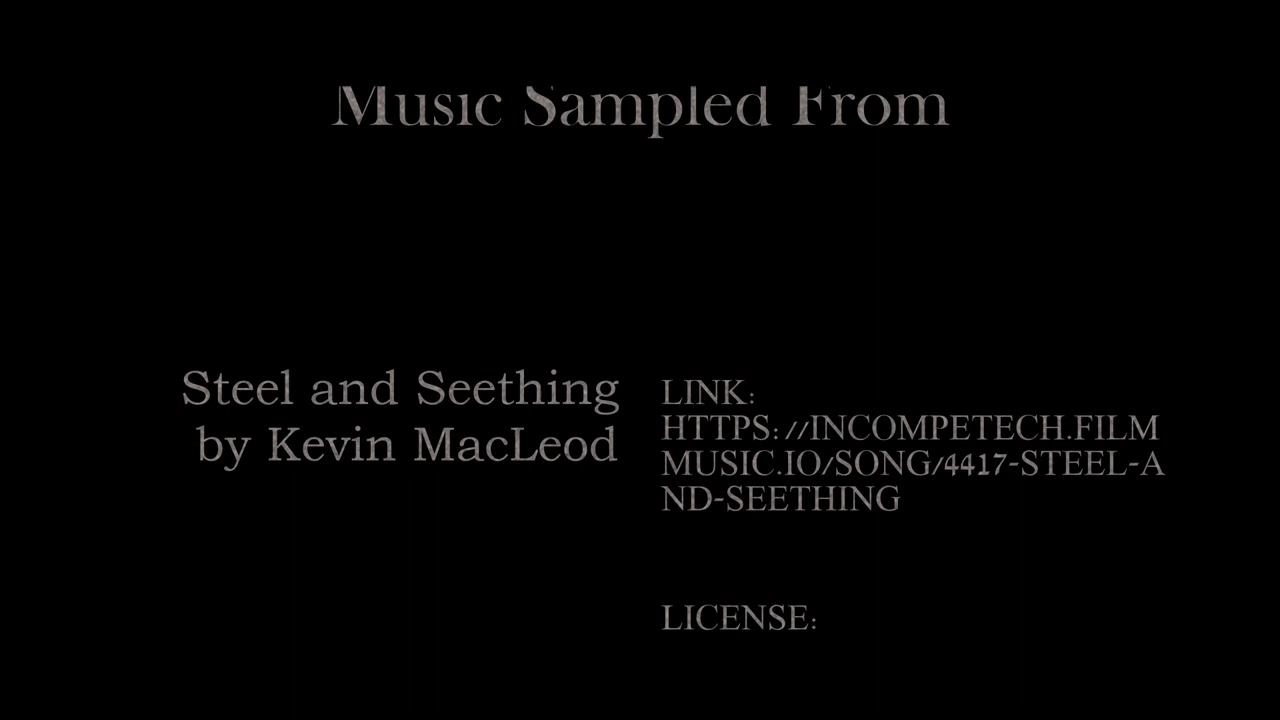 Music Sampled From
Steel and Seething
by Kevin MacLeod
LINK:
HTTPS://INCOMPETECH.FILM
MUSIC.IO/SONG/4417-STEEL-A
ND-SEETHING
LICENSE: